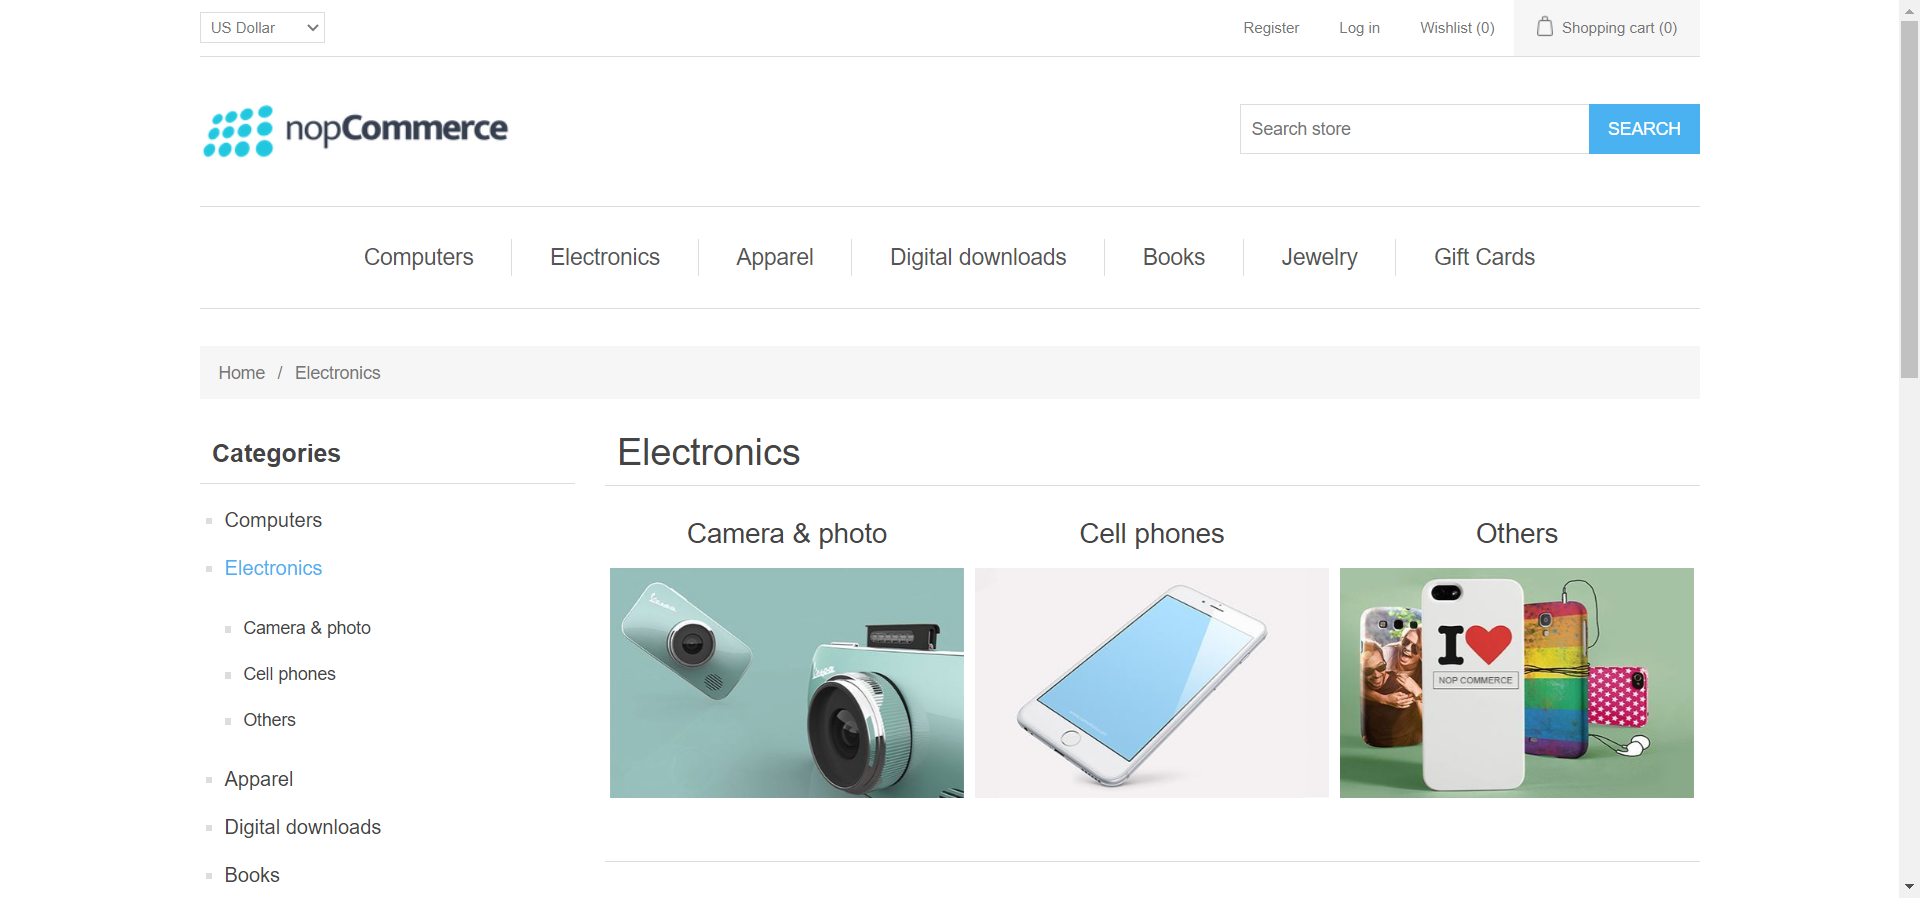 US Dollar
Register
Log in
Wishlist (0)
Shopping cart (0)
nopCommerce
Search store
SEARCH
Computers
Electronics
Apparel
Digital downloads
Books
Jewelry
Gift Cards
Home / Electronics
Categories
Computers
Electronics
Camera & photo
Cell phones
Others
Apparel
Digital downloads
Books
Electronics
Camera & photo
Cell phones
Others
Vespa
Vespa
I
NOP COMMERCE